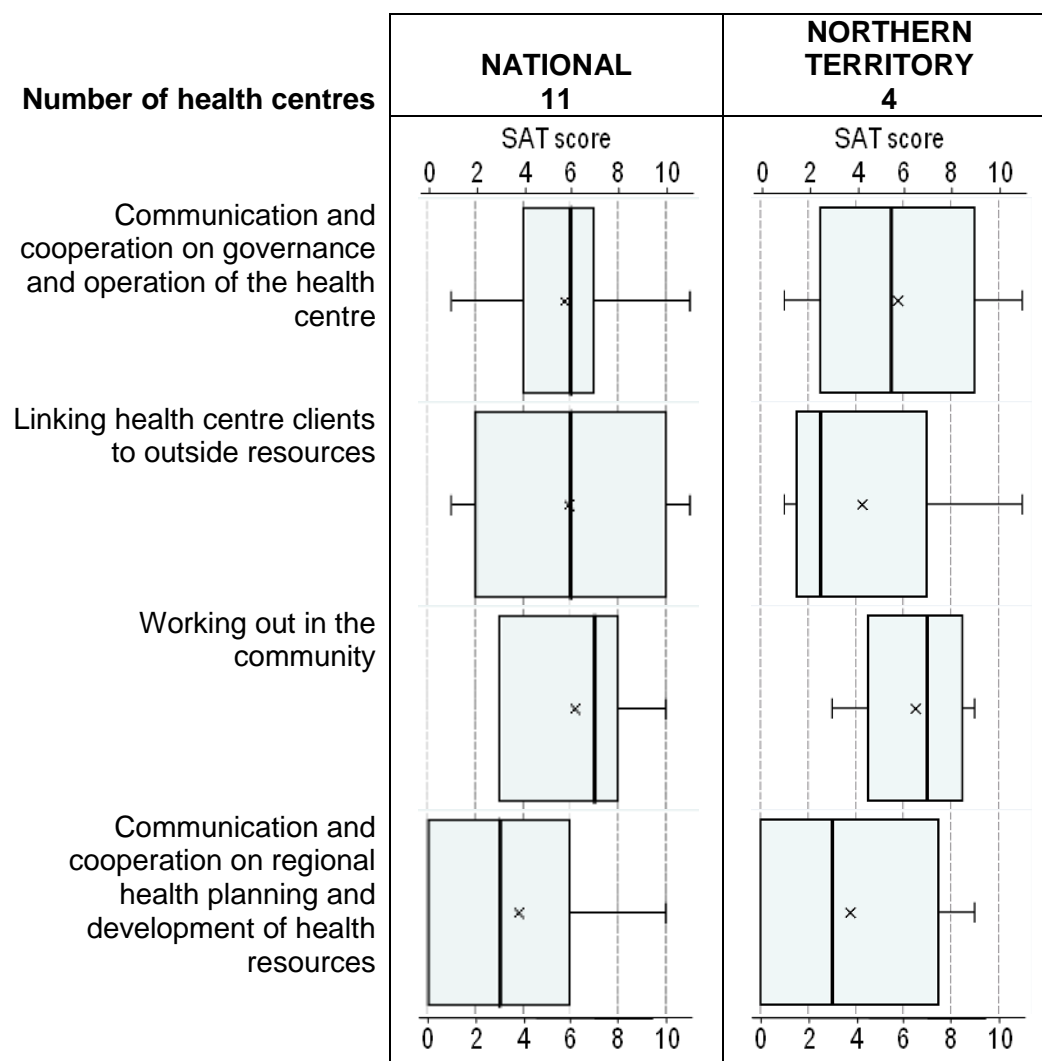 NATIONAL
11
NORTHERN
TERRITORY
4
Number of health centres
SAT score
0 2 4 6 8 10
SAT score
0 2 4 6 8 10
Communication and
cooperation on governance
and operation of the health
centre
Linking health centre clients
to outside resources
Working out in the
community
Communication and
cooperation on regional
health planning and
development of health
resources
0 2 4 6 8 10
0 2 4 6 8 10